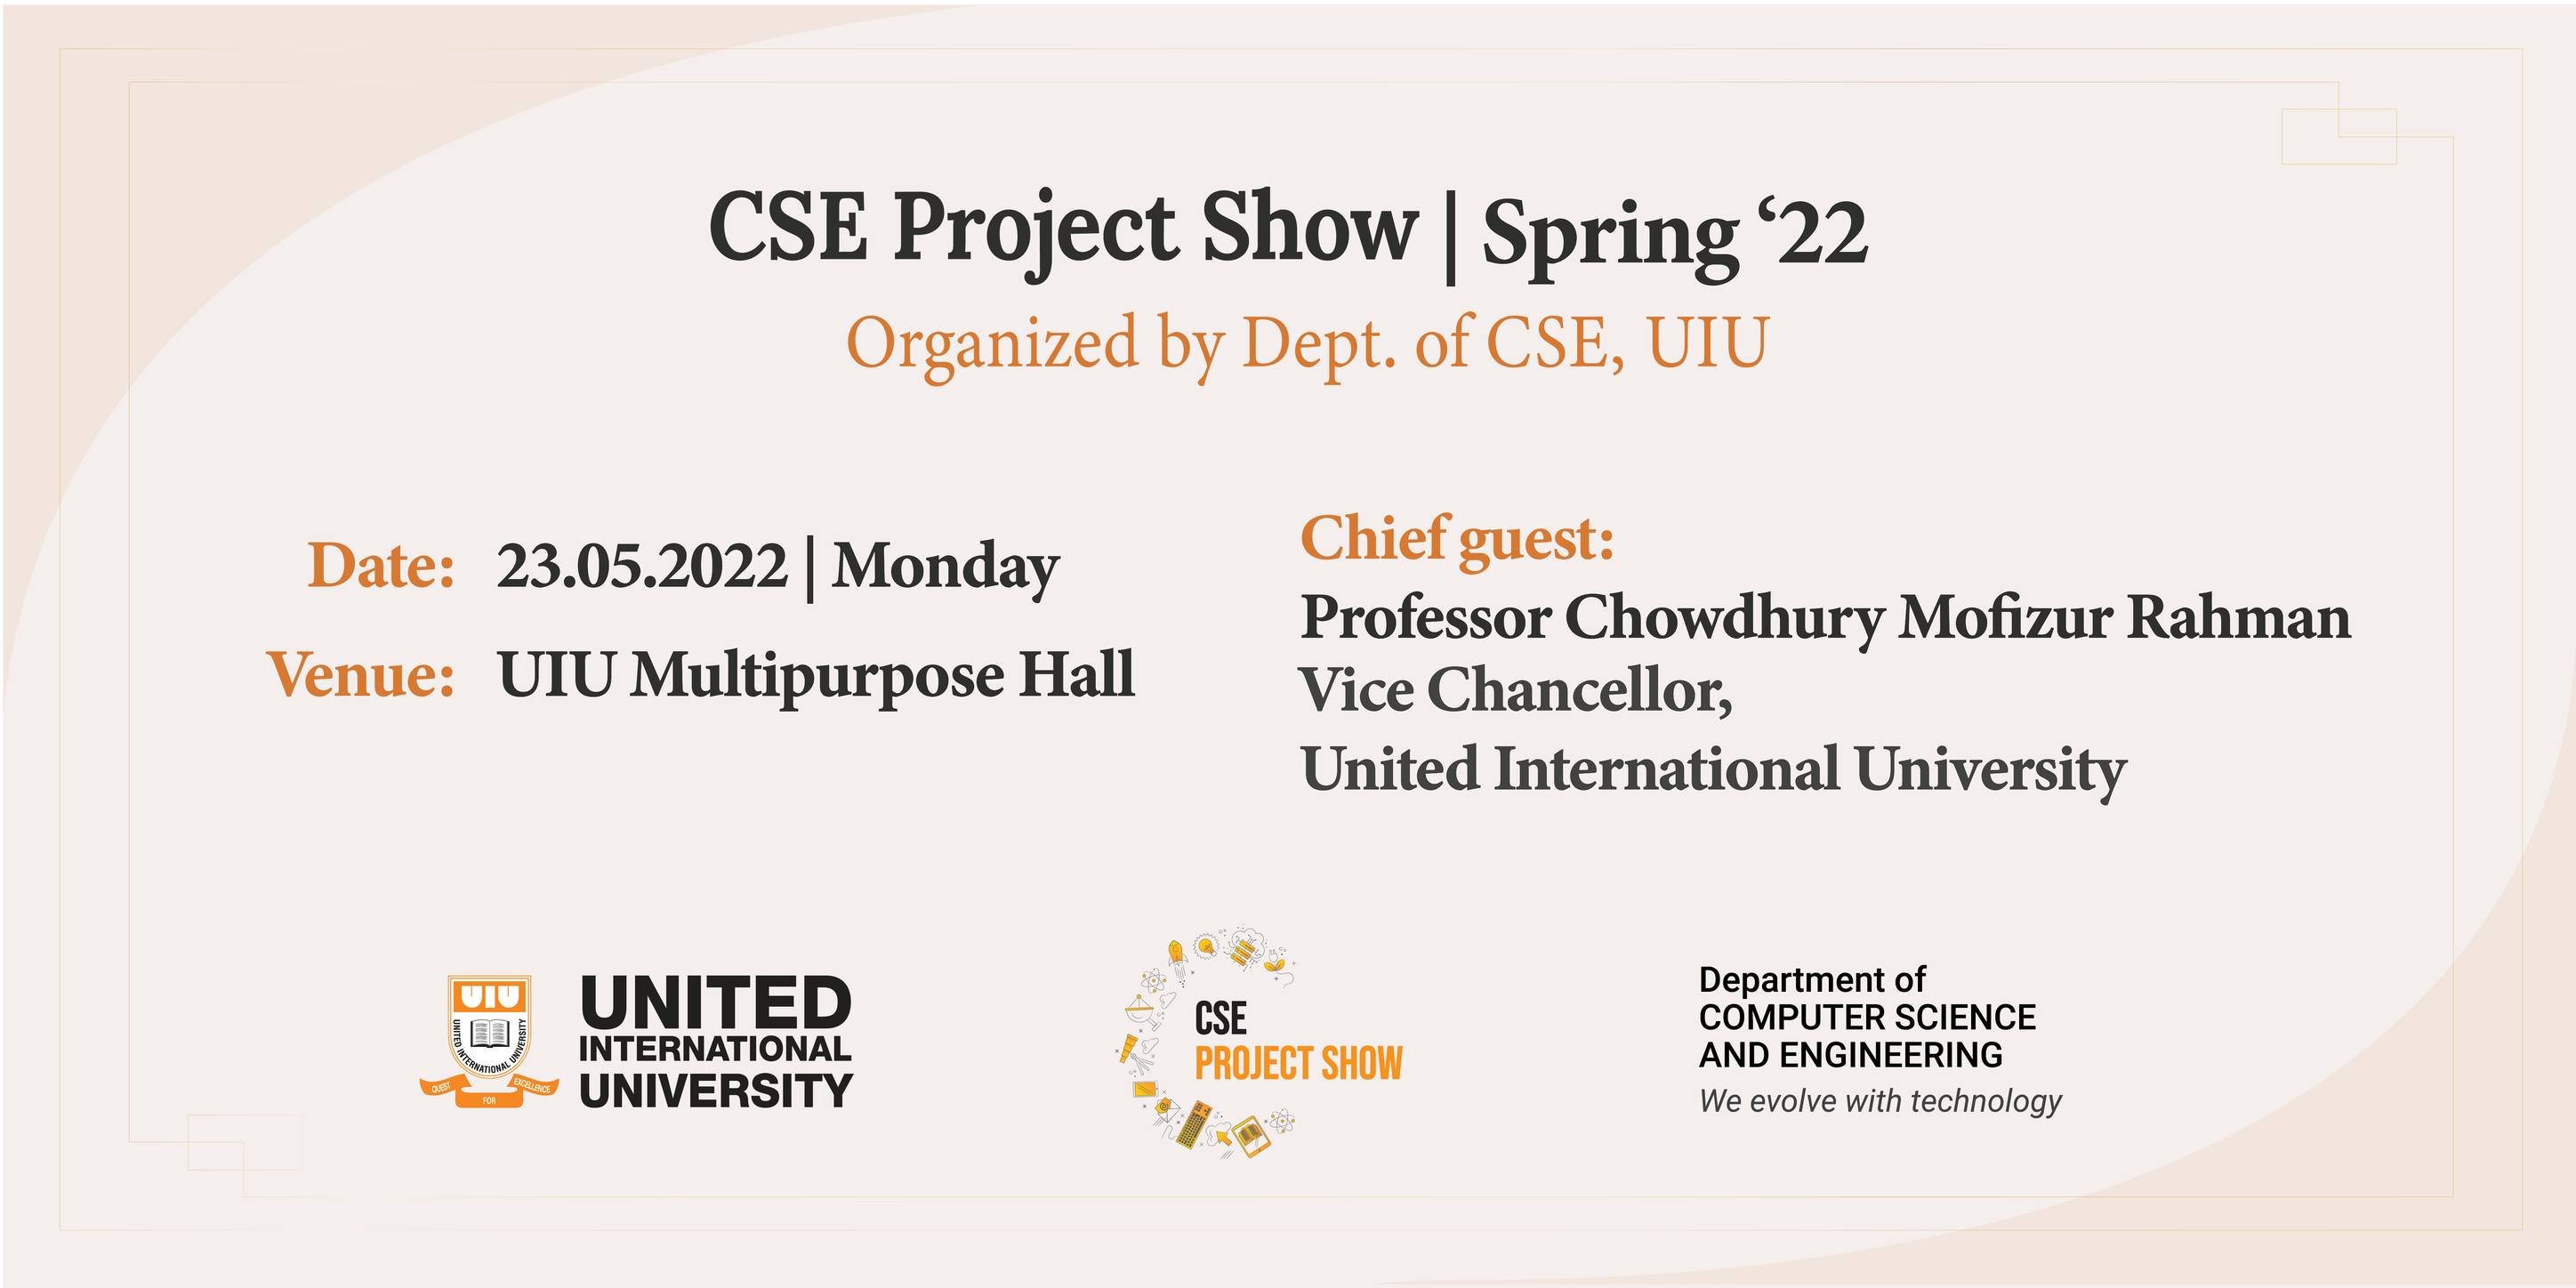 CSE Project Show | Spring ‘22
Organized by Dept. of CSE, UIU
Date: 23.05.2022 | Monday
Venue: UIU Multipurpose Hall
Chief guest:
Professor Chowdhury Mofizur Rahman
Vice Chancellor,
United International University
UIU
UNITED INTERNATIONAL UNIVERSITY
QUEST
FOR
EXCELLENCE
UNITED
INTERNATIONAL
UNIVERSITY
CSE
PROJECT SHOW
Department of
COMPUTER SCIENCE
AND ENGINEERING
We evolve with technology